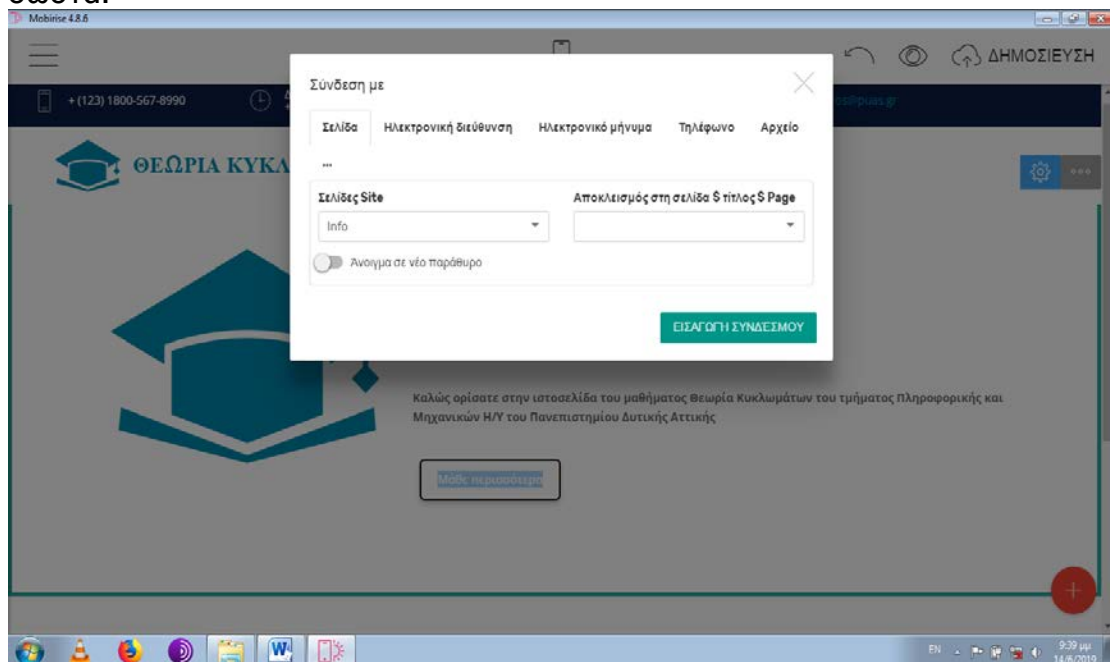 Mobirise 4.8.6
ΔΗΜΟΣΙΕΥΣΗ
+ (123) 1800-567-8990
Σύνδεση με
Σελίδα Ηλεκτρονική διεύθυνση Ηλεκτρονικό μήνυμα Τηλέφωνο Αρχείο
...
ΘΕΩΡΙΑ ΚΥΚΛ
Σελίδες Site Αποκλεισμός στη σελίδα $ τίτλος $ Page
Info
Άνοιγμα σε νέο παράθυρο
ΕΙΣΑΓΩΓΉ ΣΥΝΔΈΣΜΟΥ
Καλώς ορίσατε στην ιστοσελίδα του μαθήματος Θεωρία Κυκλωμάτων του τμήματος Πληροφορικής και
Μηχανικών Η/Υ του Πανεπιστημίου Δυτικής Αττικής
Μάθε περισσότερα
EN 9:39 μμ
14/6/2019